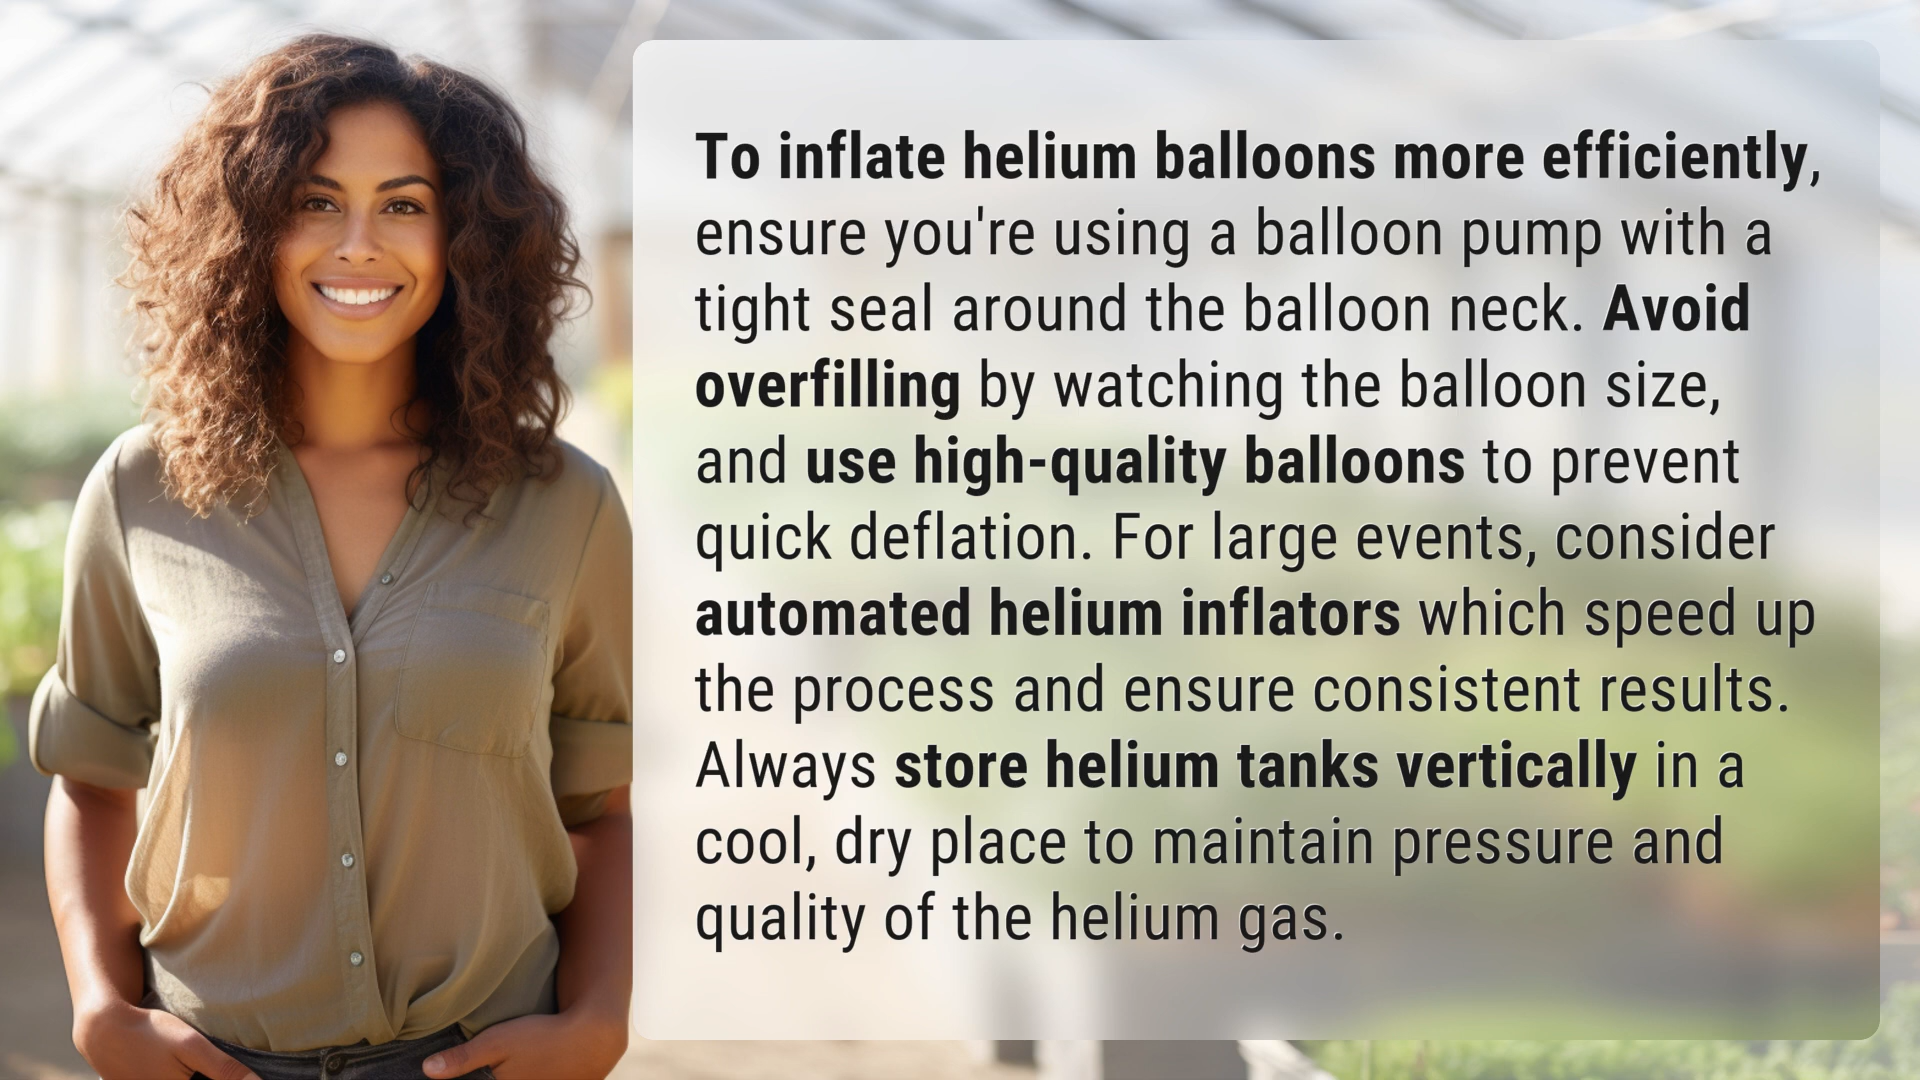 To inflate helium balloons more efficiently,
ensure you're using a balloon pump with a
tight seal around the balloon neck. Avoid
overfilling by watching the balloon size,
and use high-quality balloons to prevent
quick deflation. For large events, consider
automated helium inflators which speed up
the process and ensure consistent results.
Always store helium tanks vertically in a
cool, dry place to maintain pressure and
quality of the helium gas.